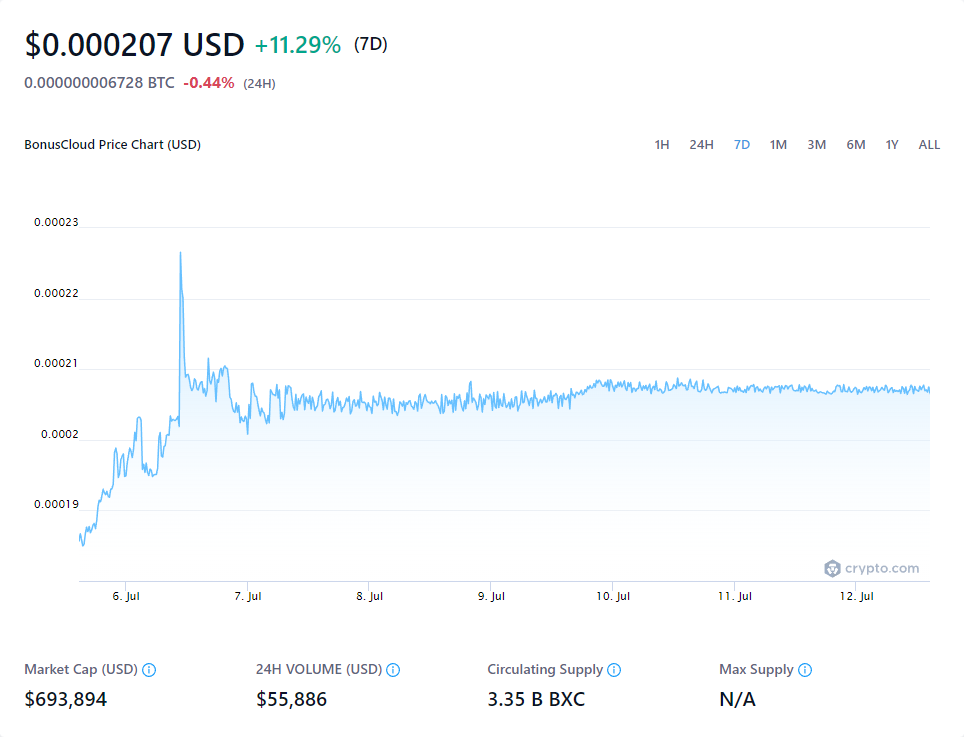 $0.000207 USD +11.29% (7D)
0.000000006728 BTC -0.44% (24H)
BonusCloud Price Chart (USD) 1H 24H 7D 1M 3M 6M 1Y ALL
0.00023
0.00022
0.00021
0.0002
0.00019
crypto.com
6. Jul 7. Jul 8. Jul 9. Jul 10. Jul 11. Jul 12. Jul
Market Cap (USD) 24H VOLUME (USD) Circulating Supply Max Supply
$693,894 $55,886 3.35 B BXC N/A